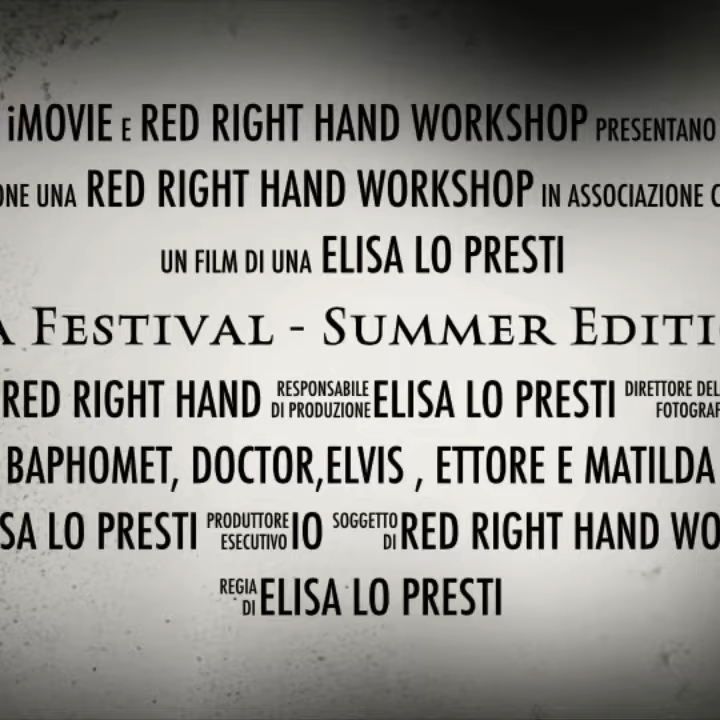 iMOVIE E RED RIGHT HAND WORKSHOP PRESENTANO
ONE UNA RED RIGHT HAND WORKSHOP IN ASSOCIAZIONE C
UN FILM DI UNA ELISA LO PRESTI
A FESTIVAL - SUMMER EDITI
RED RIGHT HAND RESPONSABILE DI PRODUZIONE ELISA LO PRESTI DIRETTORE DEL FOTOGRAF
BAPHOMET, DOCTOR,ELVIS , ETTORE E MATILDA
SA LO PRESTI PRODUTTORE ESECUTIVO IO SOGGETTO DI RED RIGHT HAND WO
REGIA DI ELISA LO PRESTI